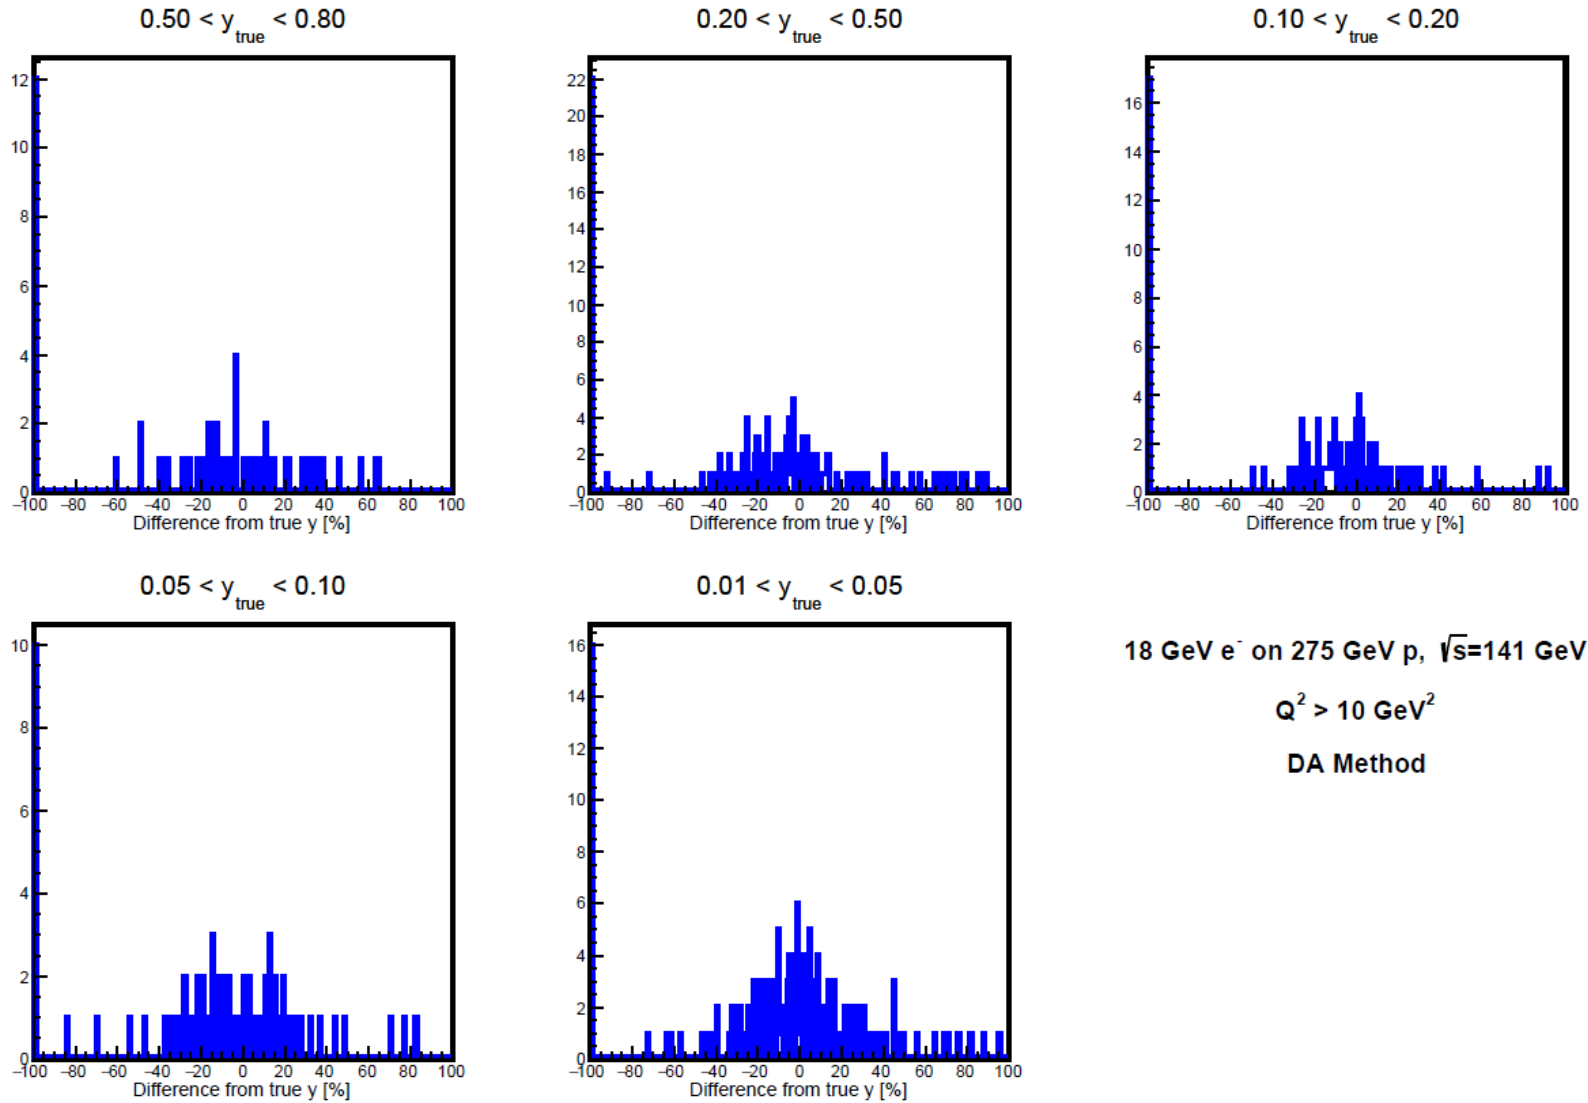 0.50 < y_true < 0.80
0.20 < y_true < 0.50
0.10 < y_true < 0.20
12
10
8
6
4
2
0
−100 −80 −60 −40 −20 0 20 40 60 80 100
Difference from true y [%]
22
20
18
16
14
12
10
8
6
4
2
0
−100 −80 −60 −40 −20 0 20 40 60 80 100
Difference from true y [%]
16
14
12
10
8
6
4
2
0
−100 −80 −60 −40 −20 0 20 40 60 80 100
Difference from true y [%]
0.05 < y_true < 0.10
0.01 < y_true < 0.05
10
8
6
4
2
0
−100 −80 −60 −40 −20 0 20 40 60 80 100
Difference from true y [%]
16
14
12
10
8
6
4
2
0
−100 −80 −60 −40 −20 0 20 40 60 80 100
Difference from true y [%]
18 GeV e⁻ on 275 GeV p, √s=141 GeV
Q² > 10 GeV²
DA Method